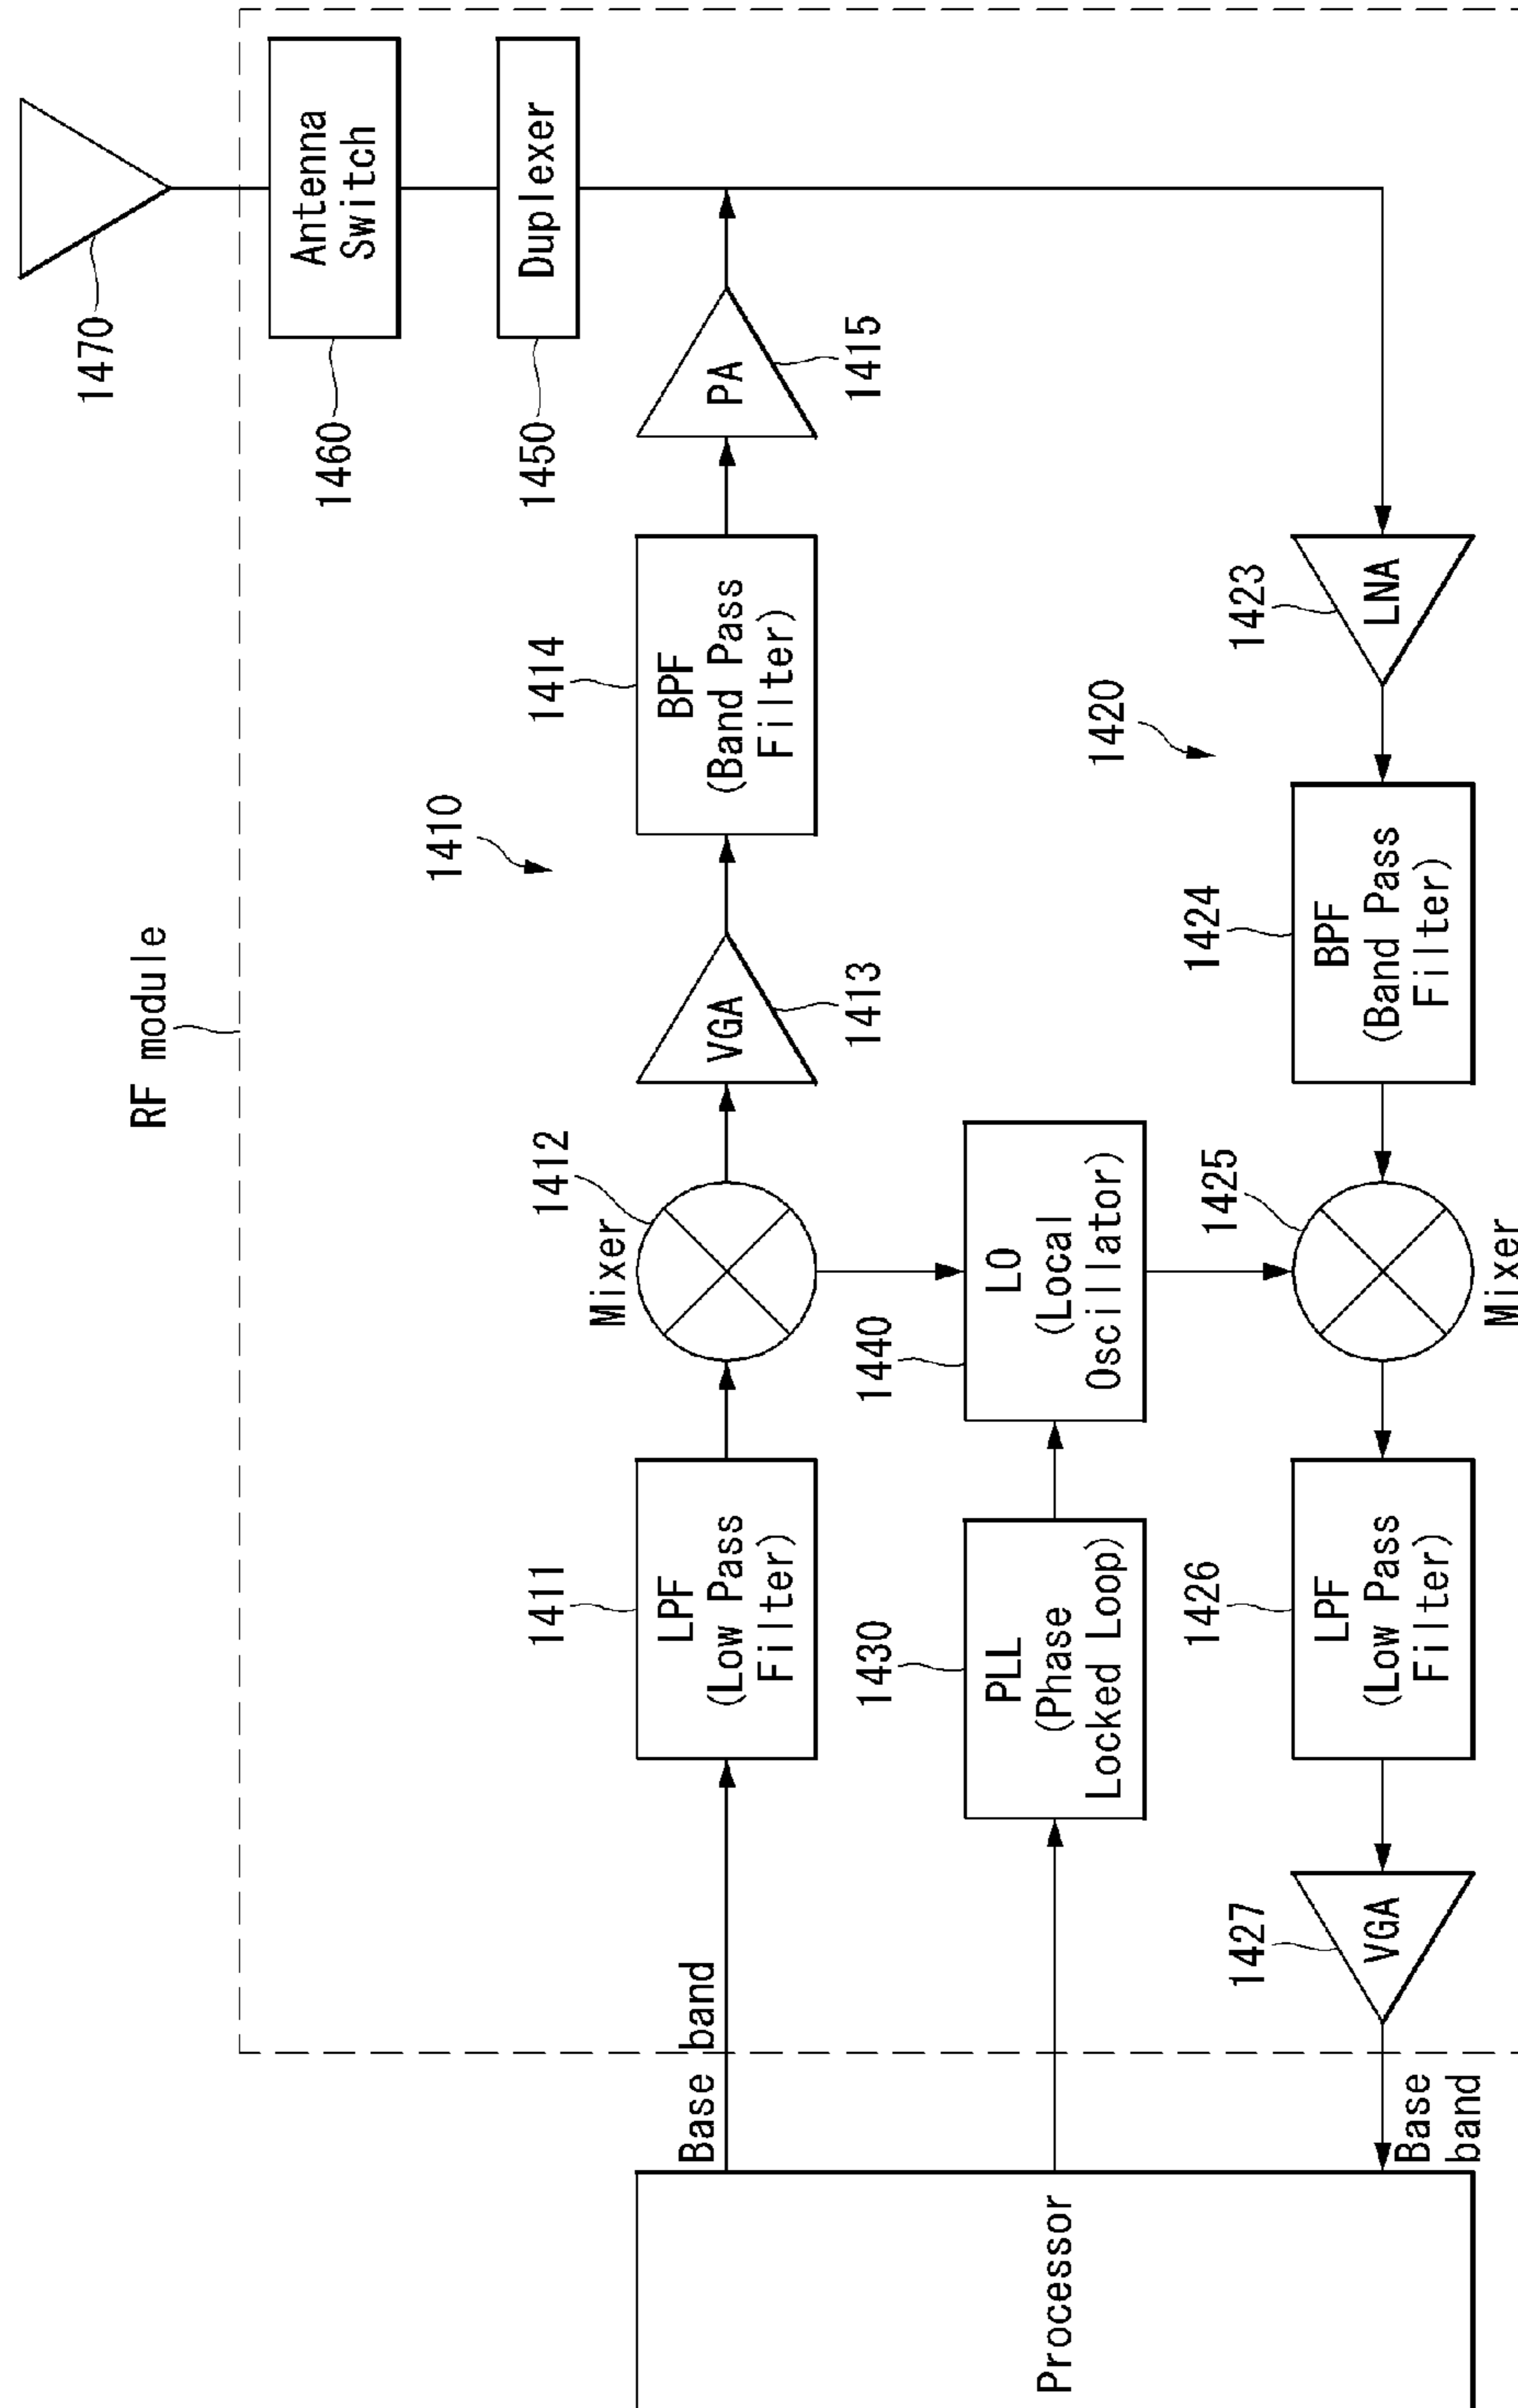 RF module
1470
Antenna
Switch
1460
Duplexer
1450
1410
Base band
1411
LPF
(Low Pass
Filter)
Mixer
1412
VGA
1413
1414
BPF
(Band Pass
Filter)
PA
1415
Processor
1430
PLL
(Phase
Locked Loop)
1440
LO
(Local
Oscillator)
1420
Base
band
1427
VGA
1426
LPF
(Low Pass
Filter)
1425
Mixer
1424
BPF
(Band Pass
Filter)
1423
LNA